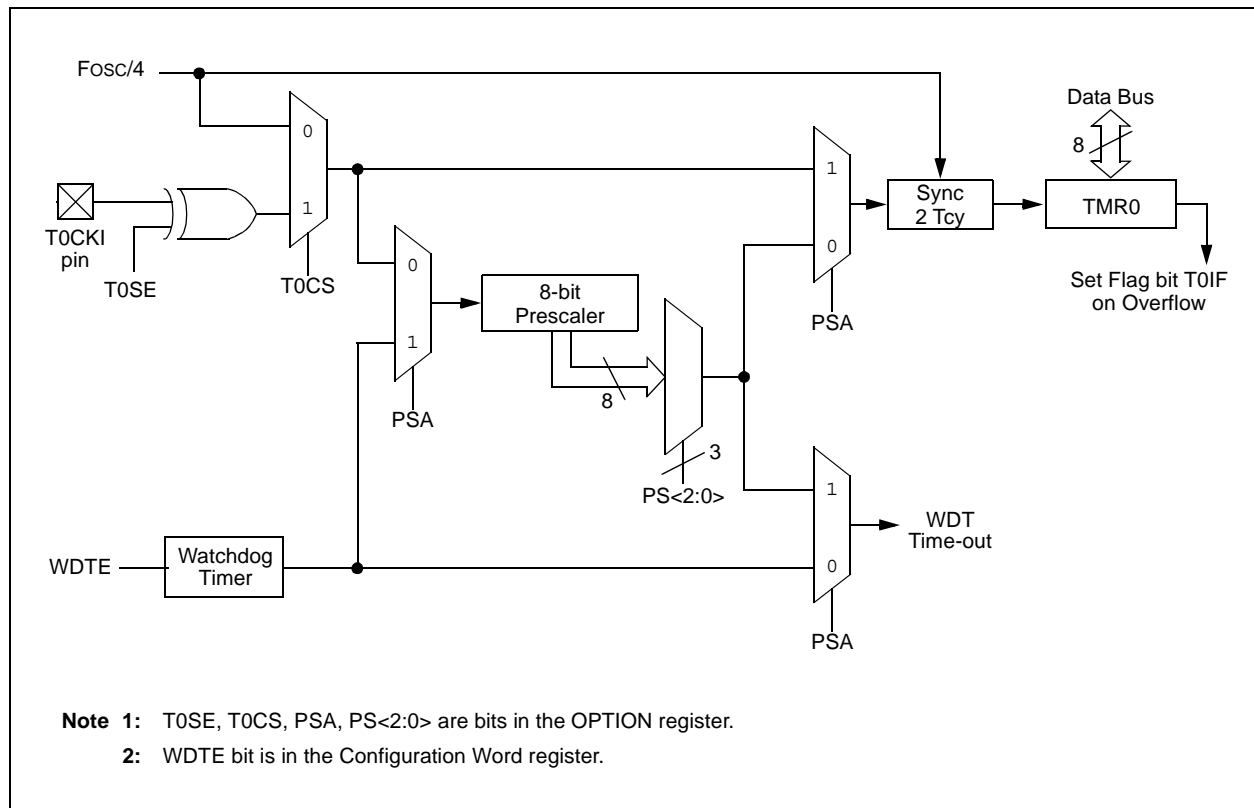 FOSC/4
Data Bus
8
0
1
T0CKI
pin
T0SE
T0CS
0
1
PSA
8-bit
Prescaler
8
3
PS<2:0>
1
0
PSA
Sync
2 Tcy
TMR0
Set Flag bit T0IF
on Overflow
WDTE
Watchdog
Timer
1
0
PSA
WDT
Time-out
Note 1: T0SE, T0CS, PSA, PS<2:0> are bits in the OPTION register.
2: WDTE bit is in the Configuration Word register.